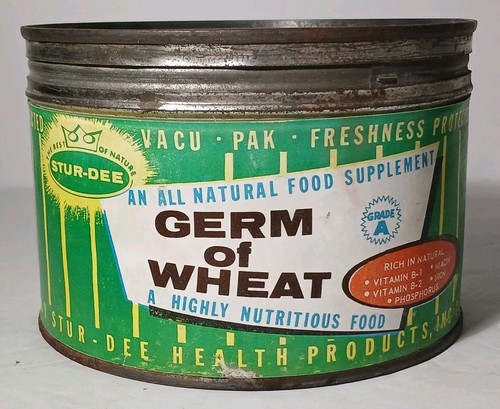 VACU · PAK · FRESHNESS
THE BEST OF NATURE
STUR-DEE
AN ALL NATURAL FOOD SUPPLEMENT
GERM
of
WHEAT
GRADE
A
RICH IN NATURAL
• VITAMIN B-1 • NIACIN
• VITAMIN B-2 • IRON
• PHOSPHORUS
A HIGHLY NUTRITIOUS FOOD
STUR-DEE HEALTH PRODUCTS, INC.